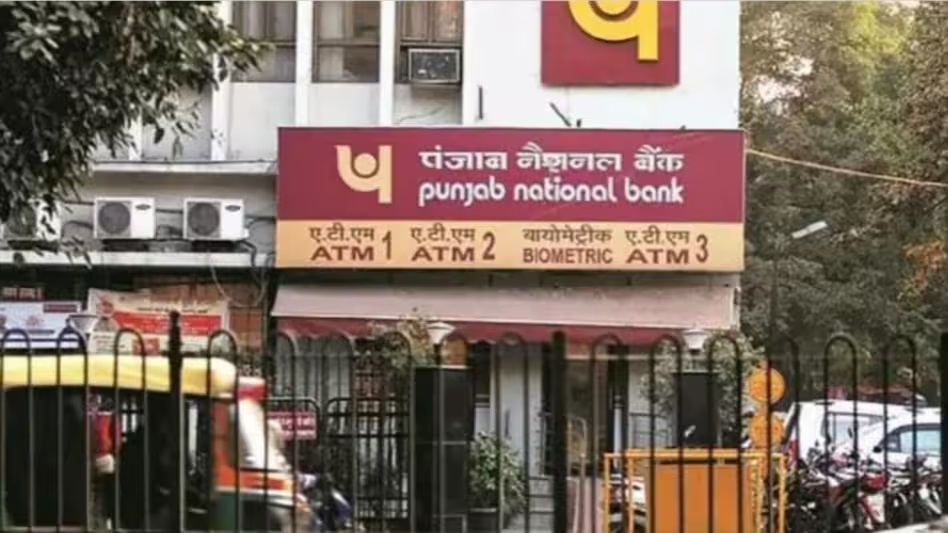 पंजाब नैशनल बैंक
punjab national bank
ए.टी.एम 1 ए.टी.एम 2 बायोमेट्रीक ए.टी.एम 3
ATM ATM BIOMETRIC ATM